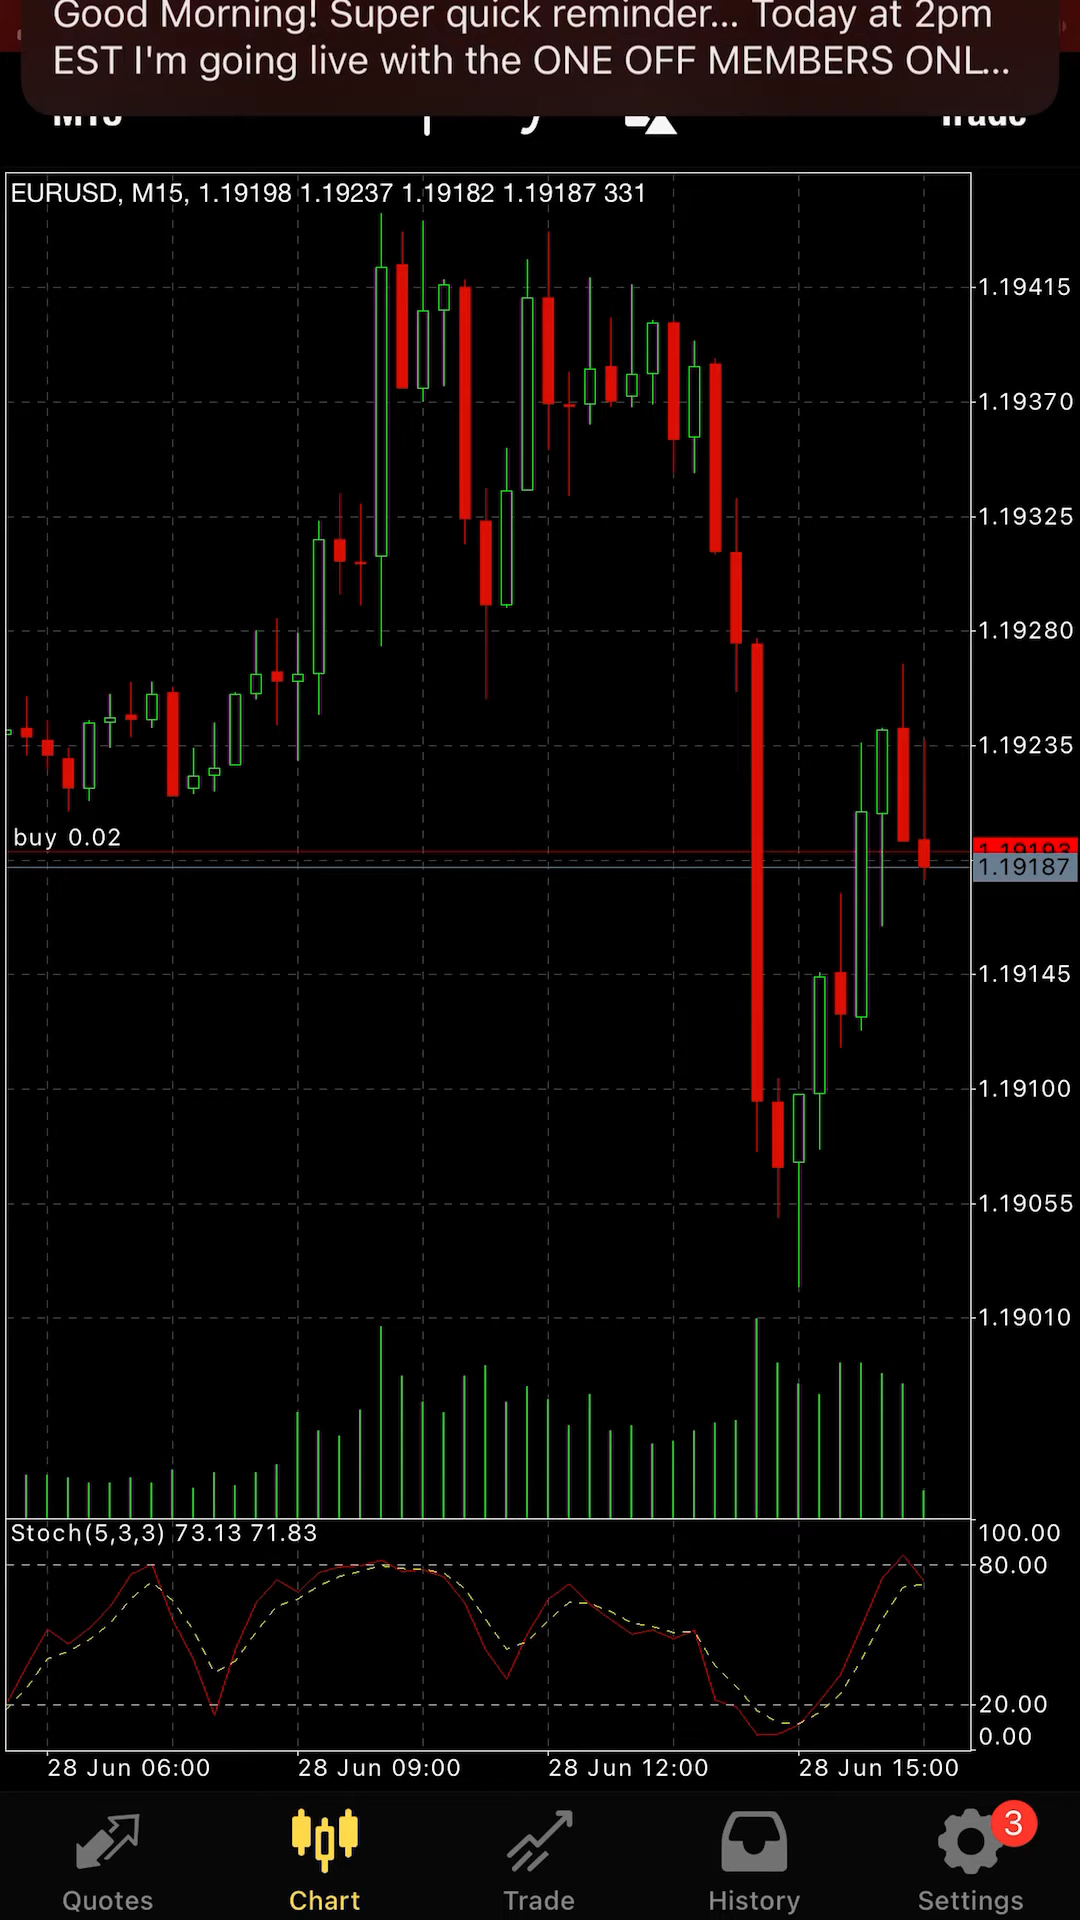 Good Morning! Super quick reminder... Today at 2pm
EST I'm going live with the ONE OFF MEMBERS ONL...
M15
Trade
EURUSD, M15, 1.19198 1.19237 1.19182 1.19187 331
1.19415
1.19370
1.19325
1.19280
1.19235
buy 0.02
1.19193
1.19187
1.19145
1.19100
1.19055
1.19010
Stoch(5,3,3) 73.13 71.83
100.00
80.00
20.00
0.00
28 Jun 06:00
28 Jun 09:00
28 Jun 12:00
28 Jun 15:00
3
Quotes
Chart
Trade
History
Settings